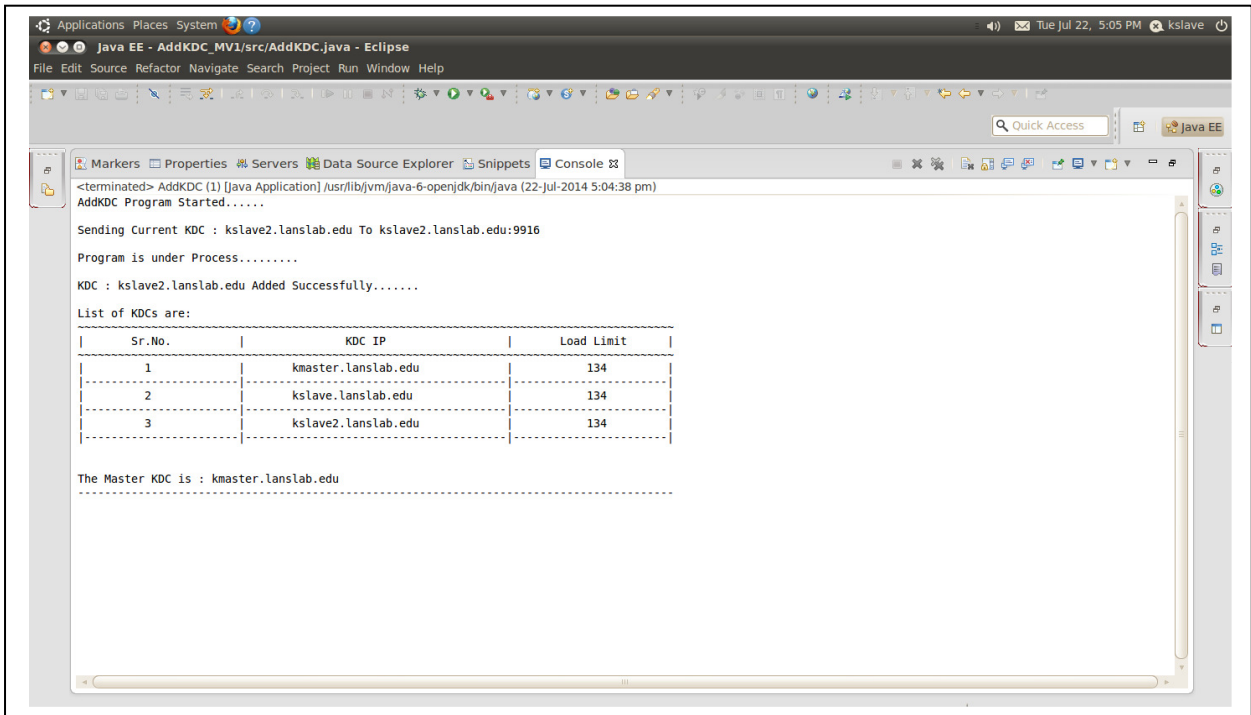 Applications Places System
Tue Jul 22, 5:05 PM kslave
Java EE - AddKDC_MV1/src/AddKDC.java - Eclipse
File Edit Source Refactor Navigate Search Project Run Window Help
Quick Access
Java EE
Markers Properties Servers Data Source Explorer Snippets Console
<terminated> AddKDC (1) [Java Application] /usr/lib/jvm/java-6-openjdk/bin/java (22-Jul-2014 5:04:38 pm)
AddKDC Program Started......
Sending Current KDC : kslave2.lanslab.edu To kslave2.lanslab.edu:9916
Program is under Process.........
KDC : kslave2.lanslab.edu Added Successfully.......
List of KDCs are:
| Sr.No. | KDC IP | Load Limit |
| 1 | kmaster.lanslab.edu | 134 |
| 2 | kslave.lanslab.edu | 134 |
| 3 | kslave2.lanslab.edu | 134 |
The Master KDC is : kmaster.lanslab.edu